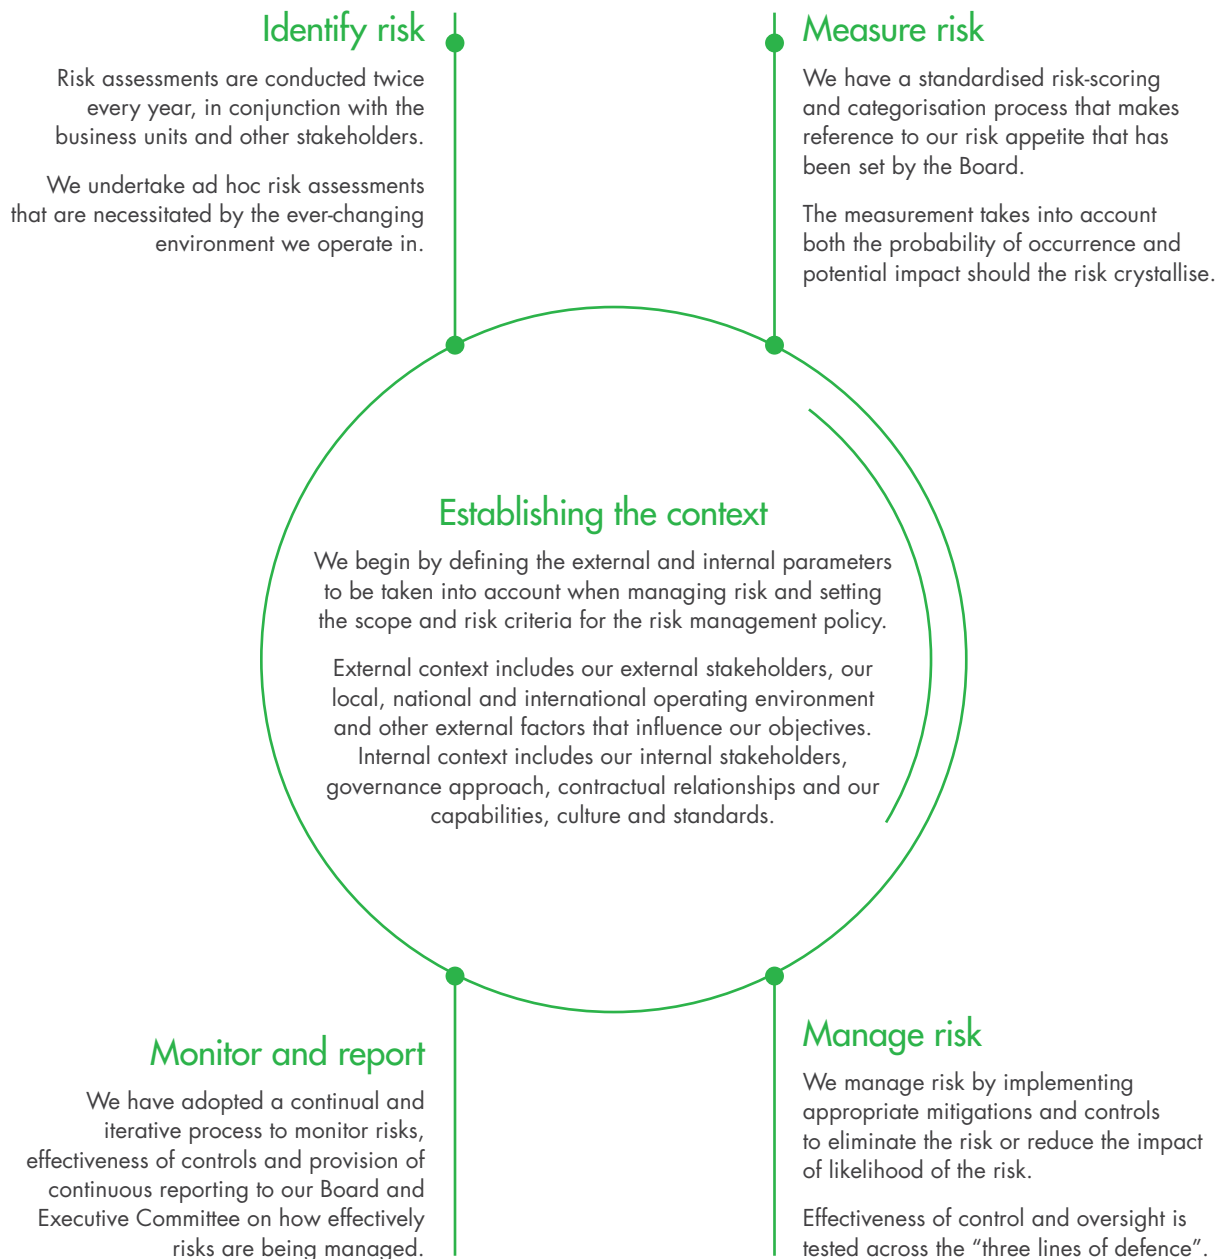 Identify risk
Risk assessments are conducted twice
every year, in conjunction with the
business units and other stakeholders.
We undertake ad hoc risk assessments
that are necessitated by the ever-changing
environment we operate in.
Measure risk
We have a standardised risk-scoring
and categorisation process that makes
reference to our risk appetite that has
been set by the Board.
The measurement takes into account
both the probability of occurrence and
potential impact should the risk crystallise.
Establishing the context
We begin by defining the external and internal parameters
to be taken into account when managing risk and setting
the scope and risk criteria for the risk management policy.
External context includes our external stakeholders, our
local, national and international operating environment
and other external factors that influence our objectives.
Internal context includes our internal stakeholders,
governance approach, contractual relationships and our
capabilities, culture and standards.
Monitor and report
We have adopted a continual and
iterative process to monitor risks,
effectiveness of controls and provision of
continuous reporting to our Board and
Executive Committee on how effectively
risks are being managed.
Manage risk
We manage risk by implementing
appropriate mitigations and controls
to eliminate the risk or reduce the impact
of likelihood of the risk.
Effectiveness of control and oversight is
tested across the “three lines of defence”.